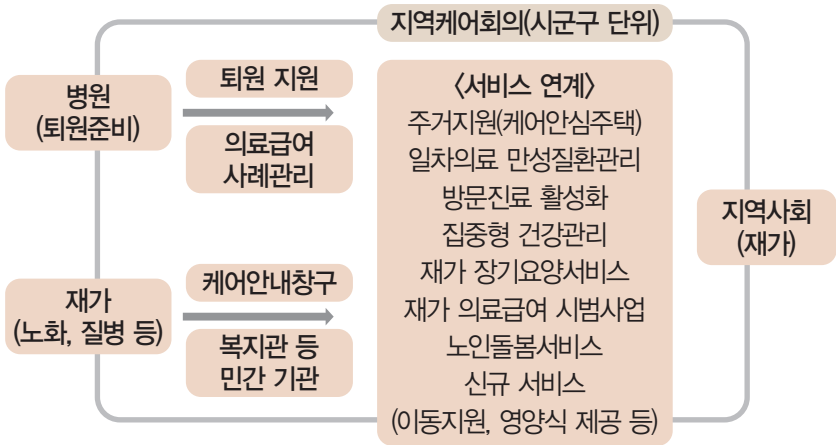 지역케어회의(시군구 단위)
병원
(퇴원준비)
퇴원 지원
의료급여
사례관리
재가
(노화, 질병 등)
케어안내창구
복지관 등
민간 기관
〈서비스 연계〉
주거지원(케어안심주택)
일차의료 만성질환관리
방문진료 활성화
집중형 건강관리
재가 장기요양서비스
재가 의료급여 시범사업
노인돌봄서비스
신규 서비스
(이동지원, 영양식 제공 등)
지역사회
(재가)